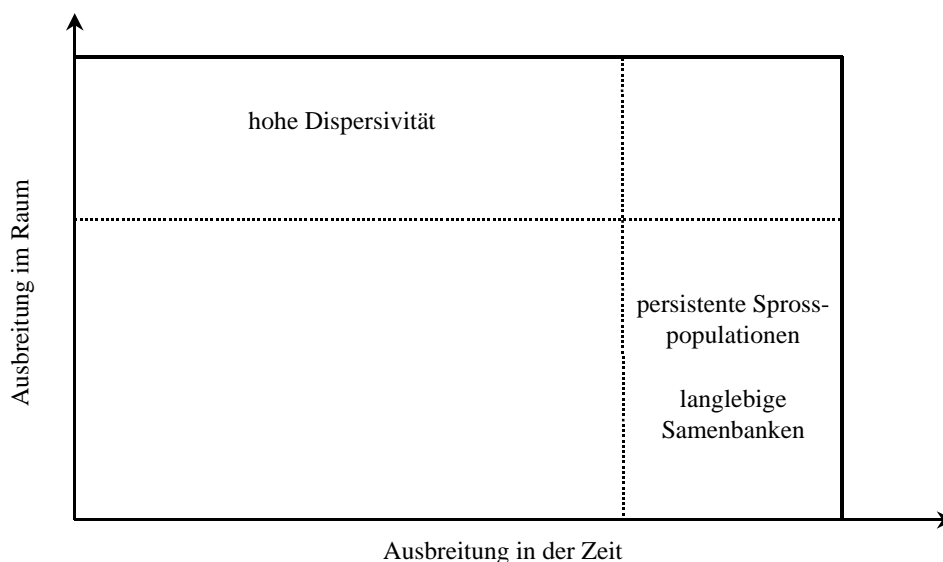 hohe Dispersivität
Ausbreitung im Raum
persistente Spross-
populationen
langlebige
Samenbanken
Ausbreitung in der Zeit